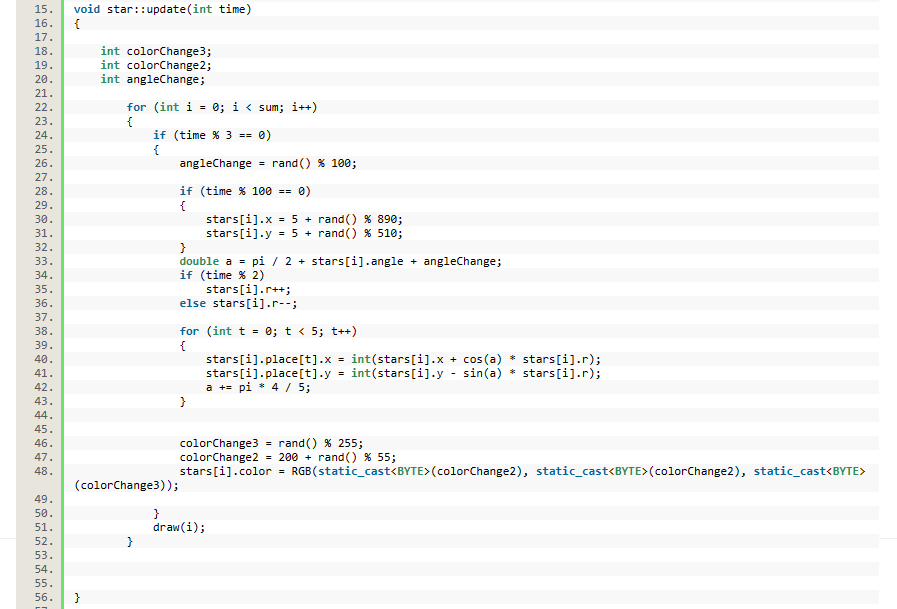 15. void star::update(int time)
16. {
17.
18. int colorChange3;
19. int colorChange2;
20. int angleChange;
21.
22. for (int i = 0; i < sum; i++)
23. {
24. if (time % 3 == 0)
25. {
26. angleChange = rand() % 100;
27.
28. if (time % 100 == 0)
29. {
30. stars[i].x = 5 + rand() % 890;
31. stars[i].y = 5 + rand() % 510;
32. }
33. double a = pi / 2 + stars[i].angle + angleChange;
34. if (time % 2)
35. stars[i].r++;
36. else stars[i].r--;
37.
38. for (int t = 0; t < 5; t++)
39. {
40. stars[i].place[t].x = int(stars[i].x + cos(a) * stars[i].r);
41. stars[i].place[t].y = int(stars[i].y - sin(a) * stars[i].r);
42. a += pi * 4 / 5;
43. }
44.
45.
46. colorChange3 = rand() % 255;
47. colorChange2 = 200 + rand() % 55;
48. stars[i].color = RGB(static_cast<BYTE>(colorChange2), static_cast<BYTE>(colorChange2), static_cast<BYTE>
(colorChange3));
49.
50. }
51. draw(i);
52. }
53.
54.
55.
56. }